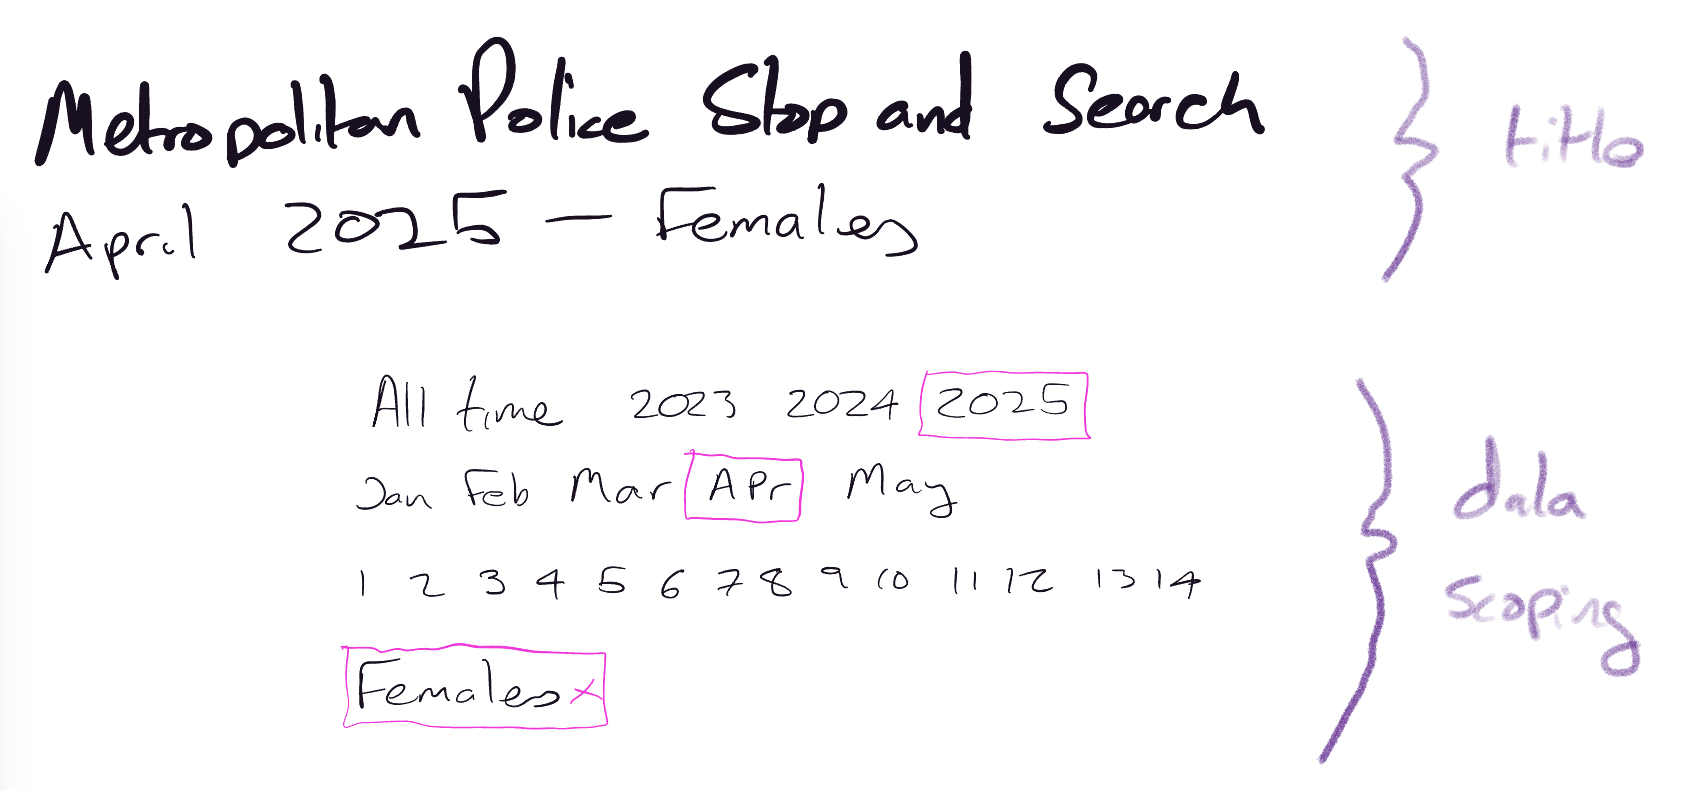 Metropolitan Police Stop and Search
April 2025 — Females
title
All time 2023 2024 2025
Jan Feb Mar Apr May
1 2 3 4 5 6 7 8 9 10 11 12 13 14
Females x
data
scoping